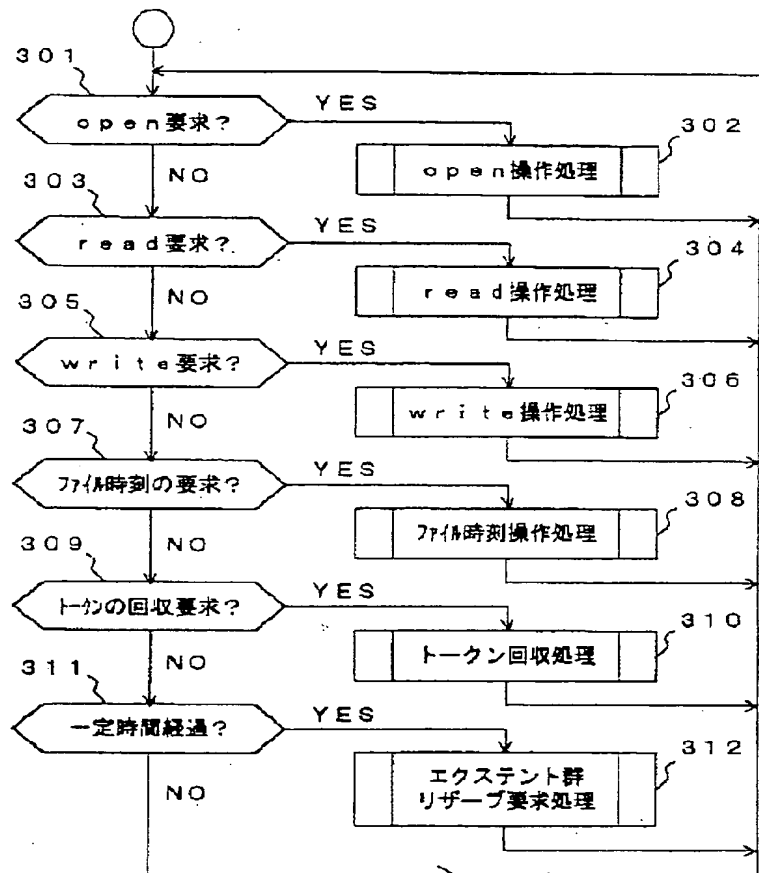 ３０１
ｏｐｅｎ要求？
ＹＥＳ
３０２
ｏｐｅｎ操作処理
ＮＯ
３０３
ｒｅａｄ要求？
ＹＥＳ
３０４
ｒｅａｄ操作処理
ＮＯ
３０５
ｗｒｉｔｅ要求？
ＹＥＳ
３０６
ｗｒｉｔｅ操作処理
ＮＯ
３０７
ﾌｧｲﾙ時刻の要求？
ＹＥＳ
３０８
ﾌｧｲﾙ時刻操作処理
ＮＯ
３０９
ﾄｰｸﾝの回収要求？
ＹＥＳ
３１０
トークン回収処理
ＮＯ
３１１
一定時間経過？
ＹＥＳ
３１２
エクステント群
リザーブ要求処理
ＮＯ